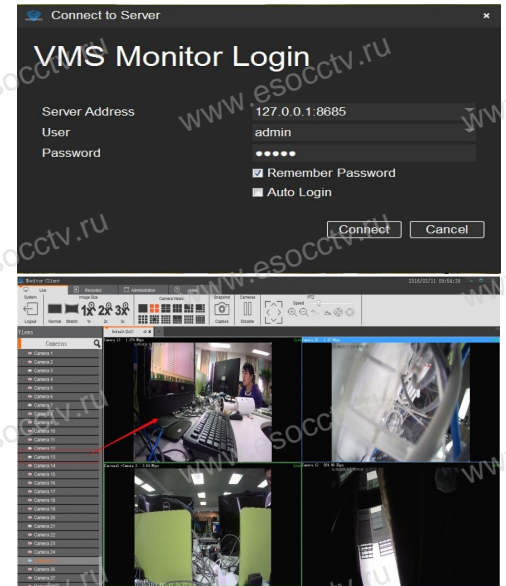 Connect to Server
VMS Monitor Login
Server Address 127.0.0.1:8685
User admin
Password
Remember Password
Auto Login
Connect Cancel
www.esocctv.ru
Monitor Client
Live Recorded Administration
System Image Size Camera Views Snapshot Cameras PTZ
1X 2X 3X
Speed
Logout Normal Stretch 1x 2x 3x Capture Disable
Views
Cameras
Camera 1
Camera 2
Camera 3
Camera 4
Camera 5
Camera 6
Camera 7
Camera 8
Camera 9
Camera 10
Camera 11
Camera 12
Camera 13
Camera 14
Camera 15
Camera 16
Camera 17
Camera 18
Camera 19
Camera 20
Camera 21
Camera 22
Camera 23
Camera 24
Camera 26
Camera 27